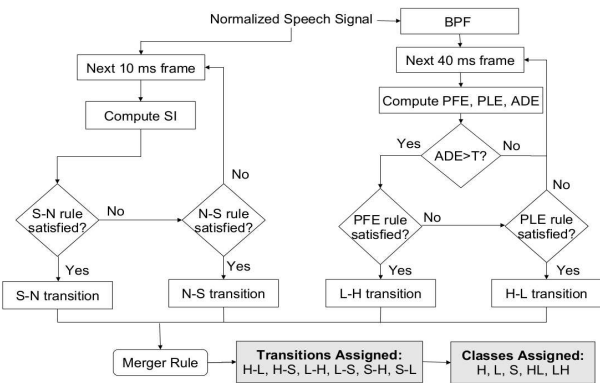 Normalized Speech Signal
BPF
Next 10 ms frame
Next 40 ms frame
Compute SI
Compute PFE, PLE, ADE
Yes
ADE>T?
No
No
No
S-N rule
satisfied?
No
N-S rule
satisfied?
PFE rule
satisfied?
No
PLE rule
satisfied?
Yes
Yes
Yes
Yes
S-N transition
N-S transition
L-H transition
H-L transition
Merger Rule
Transitions Assigned:
H-L, H-S, L-H, L-S, S-H, S-L
Classes Assigned:
H, L, S, HL, LH